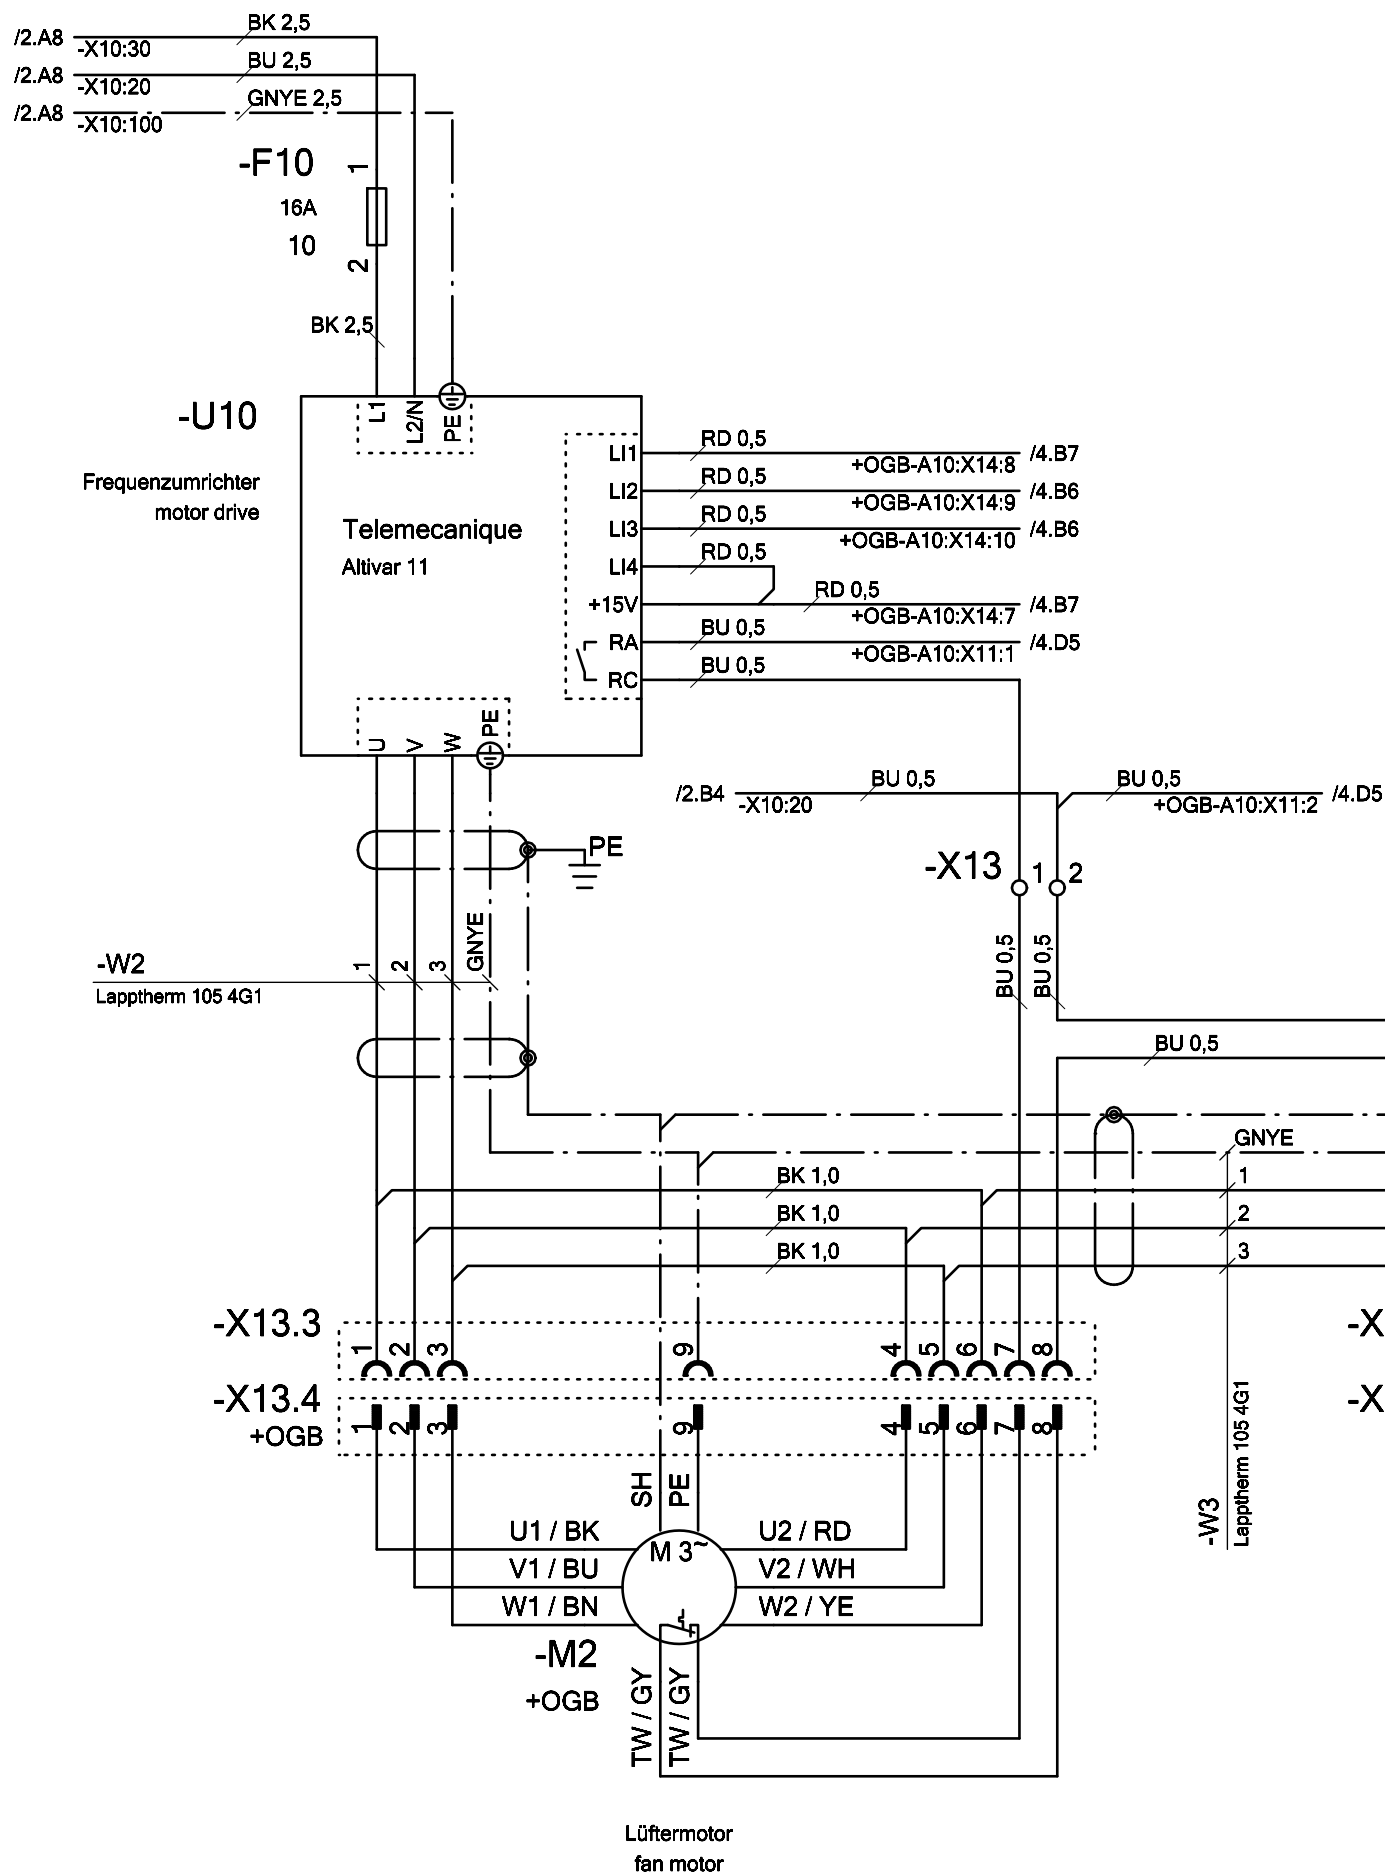 BK 2,5
/2.A8
-X10:30
BU 2,5
/2.A8
-X10:20
GNYE 2,5
/2.A8
-X10:100
-F10
1
16A
10
2
BK 2,5
-U10
L1
L2/N
PE
Frequenzumrichter
motor drive
Telemecanique
Altivar 11
LI1
RD 0,5
+OGB-A10:X14:8
/4.B7
LI2
RD 0,5
+OGB-A10:X14:9
/4.B6
LI3
RD 0,5
+OGB-A10:X14:10
/4.B6
LI4
RD 0,5
+15V
RD 0,5
+OGB-A10:X14:7
/4.B7
RA
BU 0,5
+OGB-A10:X11:1
/4.D5
RC
BU 0,5
U
V
W
PE
/2.B4
-X10:20
BU 0,5
BU 0,5
+OGB-A10:X11:2
/4.D5
PE
-X13
1
2
-W2
Lapptherm 105 4G1
1
2
3
GNYE
BU 0,5
BU 0,5
BU 0,5
GNYE
BK 1,0
1
BK 1,0
2
BK 1,0
3
-X13.3
1
2
3
9
4
5
6
7
8
-X
-X13.4
+OGB
1
2
3
9
4
5
6
7
8
-X
-W3
Lapptherm 105 4G1
SH
PE
U1 / BK
M 3~
U2 / RD
V1 / BU
V2 / WH
W1 / BN
W2 / YE
-M2
+OGB
TW / GY
TW / GY
Lüftermotor
fan motor